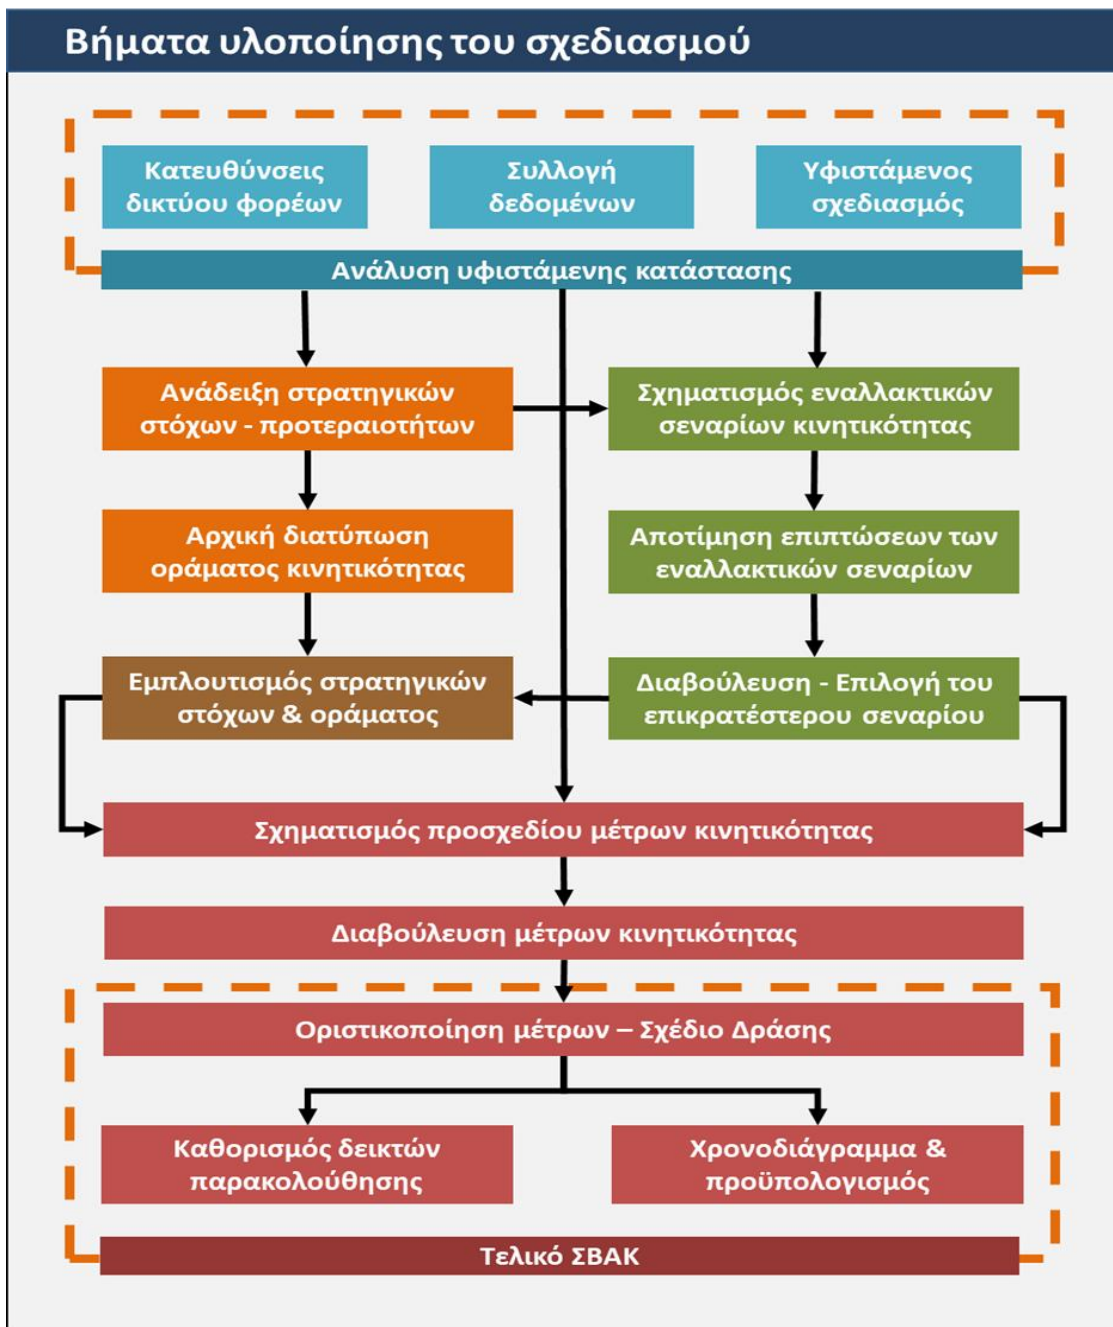 Βήματα υλοποίησης του σχεδιασμού
Κατευθύνσεις
δικτύου φορέων
Συλλογή
δεδομένων
Υφιστάμενος
σχεδιασμός
Ανάλυση υφιστάμενης κατάστασης
Ανάδειξη στρατηγικών
στόχων - προτεραιοτήτων
Σχηματισμός εναλλακτικών
σεναρίων κινητικότητας
Αρχική διατύπωση
οράματος κινητικότητας
Αποτίμηση επιπτώσεων των
εναλλακτικών σεναρίων
Εμπλουτισμός στρατηγικών
στόχων & οράματος
Διαβούλευση - Επιλογή του
επικρατέστερου σεναρίου
Σχηματισμός προσχεδίου μέτρων κινητικότητας
Διαβούλευση μέτρων κινητικότητας
Οριστικοποίηση μέτρων – Σχέδιο Δράσης
Καθορισμός δεικτών
παρακολούθησης
Χρονοδιάγραμμα &
προϋπολογισμός
Τελικό ΣΒΑΚ